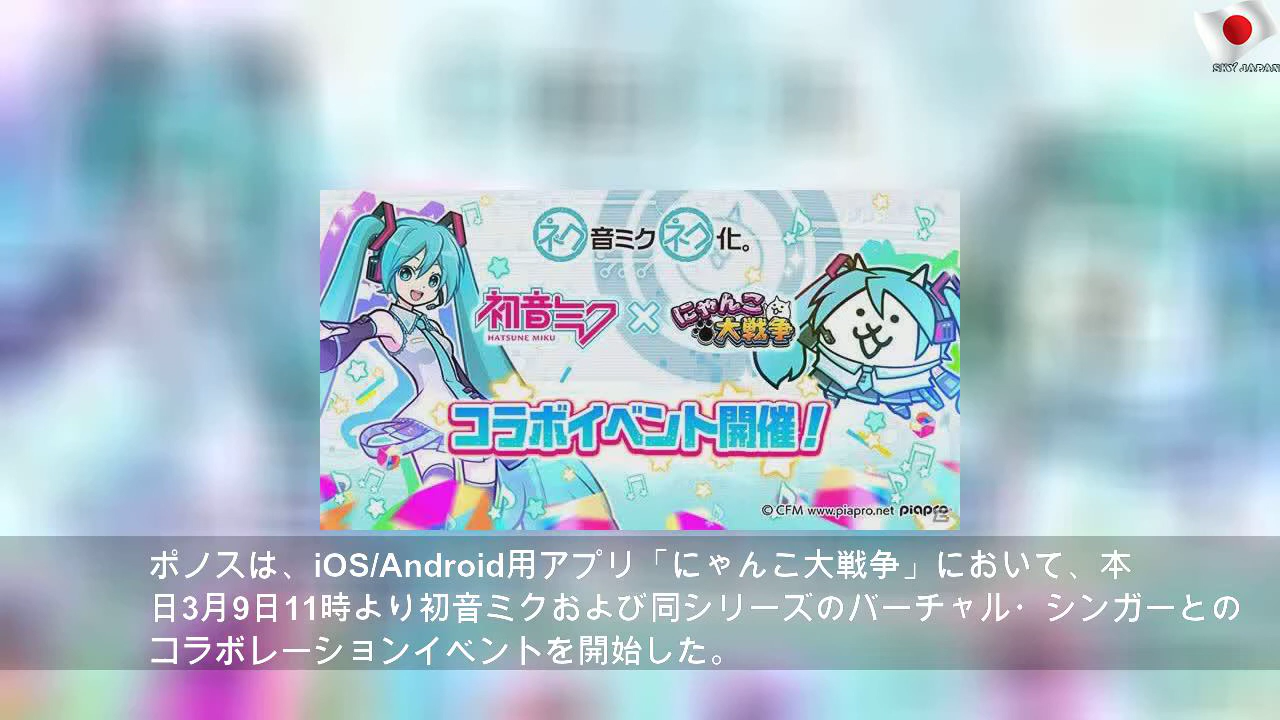 SKY JAPAN
ネク音ミクネク化。
初音ミク
HATSUNE MIKU
×
にゃんこ
大戦争
コラボイベント開催!
© CFM www.piapro.net piapro
ポノスは、iOS/Android用アプリ「にゃんこ大戦争」において、本
日3月9日11時より初音ミクおよび同シリーズのバーチャル・シンガーとの
コラボレーションイベントを開始した。